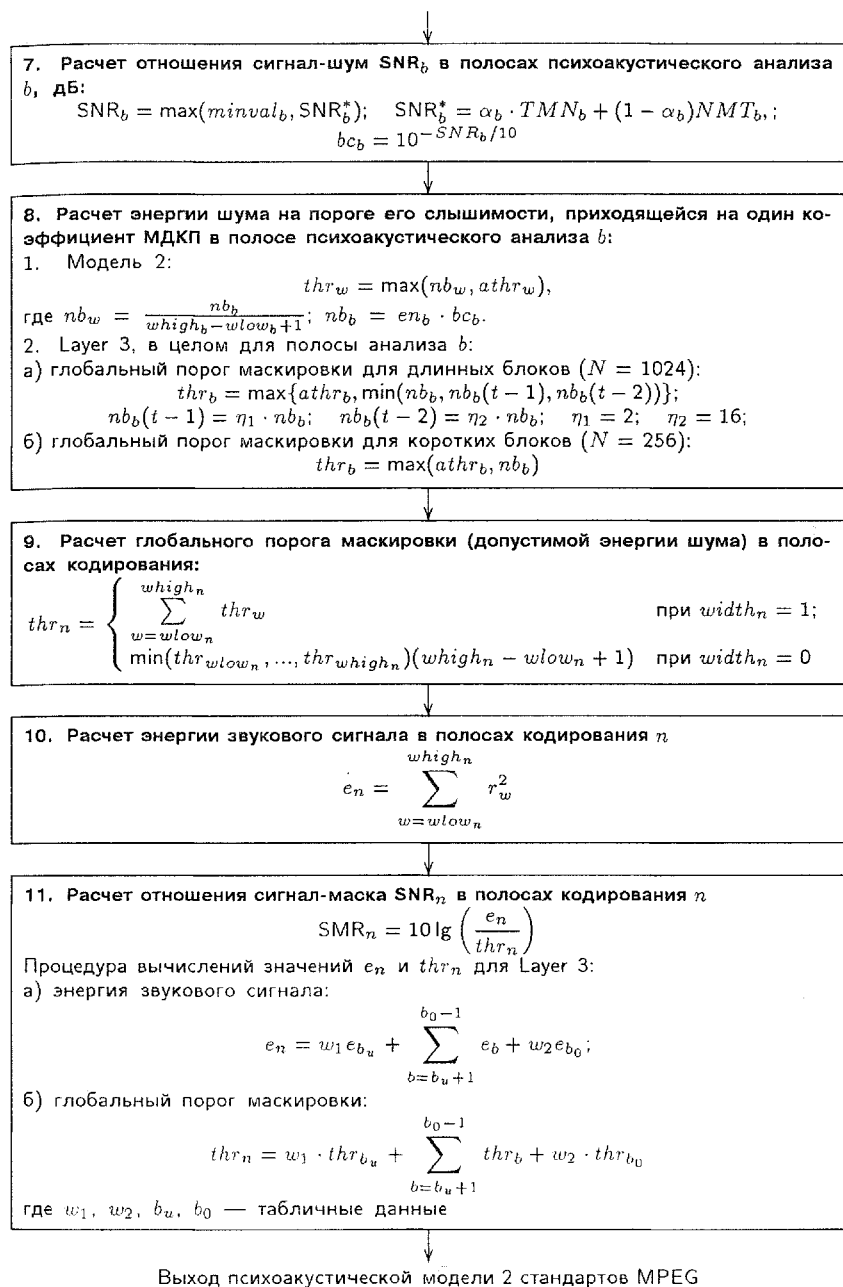 7. Расчет отношения сигнал-шум SNR_b в полосах психоакустического анализа
b, дБ:
SNR_b = max(minval_b, SNR*_b); SNR*_b = α_b · TMN_b + (1 − α_b)NMT_b, ;
bc_b = 10^{−SNR_b/10}
8. Расчет энергии шума на пороге его слышимости, приходящейся на один ко-
эффициент МДКП в полосе психоакустического анализа b:
1. Модель 2:
thr_w = max(nb_w, athr_w),
где nb_w = nb_b/(whigh_b−wlow_b+1); nb_b = en_b · bc_b.
2. Layer 3, в целом для полосы анализа b:
а) глобальный порог маскировки для длинных блоков (N = 1024):
thr_b = max{athr_b, min(nb_b, nb_b(t − 1), nb_b(t − 2))};
nb_b(t − 1) = η_1 · nb_b; nb_b(t − 2) = η_2 · nb_b; η_1 = 2; η_2 = 16;
б) глобальный порог маскировки для коротких блоков (N = 256):
thr_b = max(athr_b, nb_b)
9. Расчет глобального порога маскировки (допустимой энергии шума) в поло-
сах кодирования:
thr_n = { ∑_{w=wlow_n}^{whigh_n} thr_w при width_n = 1;
min(thr_{wlow_n}, ..., thr_{whigh_n})(whigh_n − wlow_n + 1) при width_n = 0
10. Расчет энергии звукового сигнала в полосах кодирования n
e_n = ∑_{w=wlow_n}^{whigh_n} r_w^2
11. Расчет отношения сигнал-маска SNR_n в полосах кодирования n
SMR_n = 10 lg (e_n/thr_n)
Процедура вычислений значений e_n и thr_n для Layer 3:
а) энергия звукового сигнала:
e_n = w_1 e_{b_u} + ∑_{b=b_u+1}^{b_0−1} e_b + w_2 e_{b_0};
б) глобальный порог маскировки:
thr_n = w_1 · thr_{b_u} + ∑_{b=b_u+1}^{b_0−1} thr_b + w_2 · thr_{b_0}
где w_1, w_2, b_u, b_0 — табличные данные
Выход психоакустической модели 2 стандартов MPEG